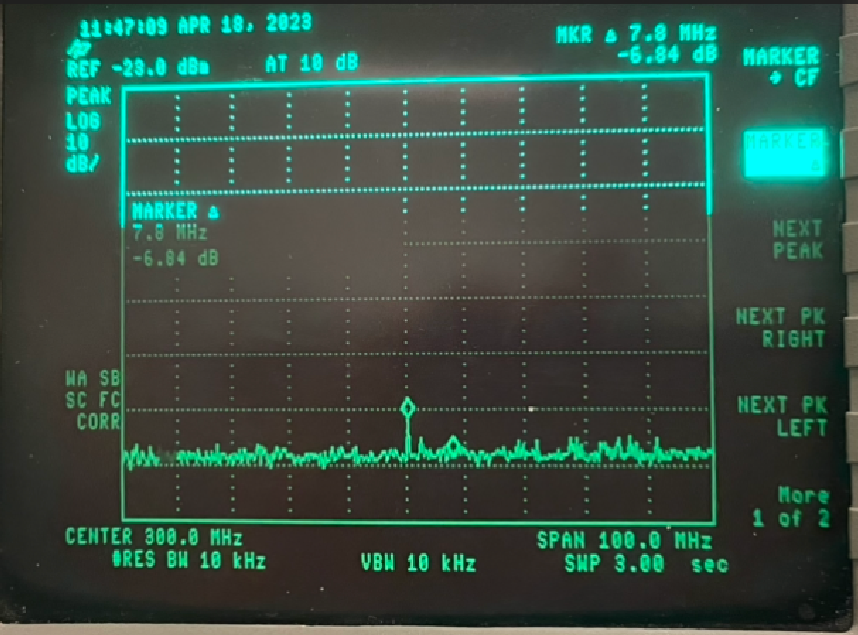 11:47:09 APR 18, 2023
MKR Δ 7.8 MHz
-6.84 dB
REF -23.0 dBm
AT 10 dB
PEAK
LOG
10
dB/
MARKER Δ
7.8 MHz
-6.84 dB
WA SB
SC FC
CORR
CENTER 300.0 MHz
SPAN 100.0 MHz
#RES BW 10 kHz
VBW 10 kHz
SWP 3.00 sec
MARKER
→ CF
MARKER
Δ
NEXT
PEAK
NEXT PK
RIGHT
NEXT PK
LEFT
More
1 of 2